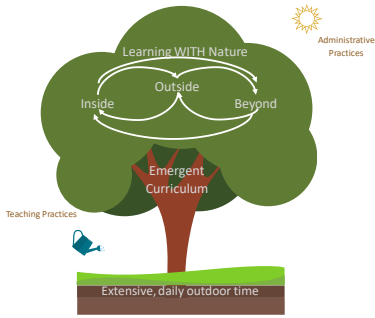 Administrative
Practices
Learning WITH Nature
Outside
Inside
Beyond
Emergent
Curriculum
Teaching Practices
Extensive, daily outdoor time